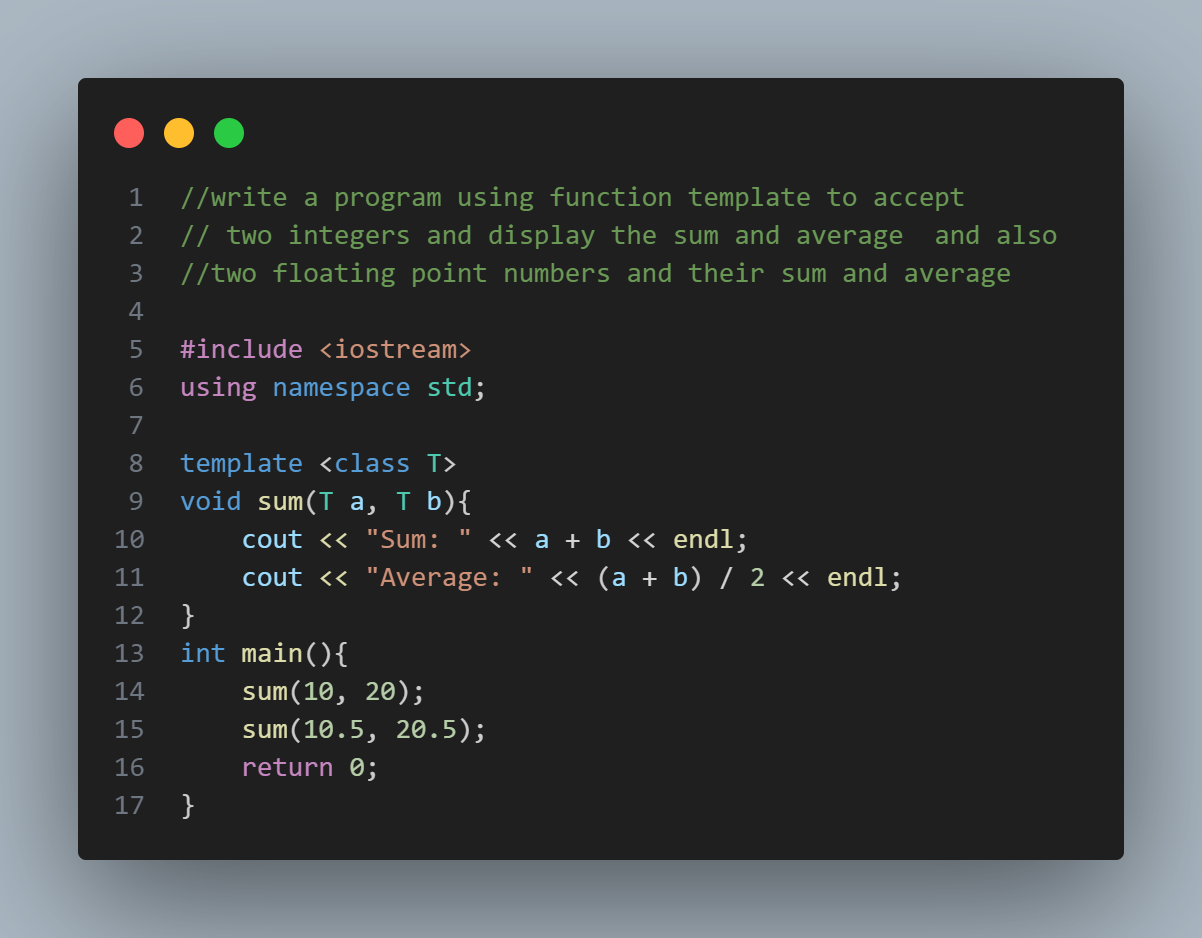 1 //write a program using function template to accept
2 // two integers and display the sum and average  and also
3 //two floating point numbers and their sum and average
4
5 #include <iostream>
6 using namespace std;
7
8 template <class T>
9 void sum(T a, T b){
10     cout << "Sum: " << a + b << endl;
11     cout << "Average: " << (a + b) / 2 << endl;
12 }
13 int main(){
14     sum(10, 20);
15     sum(10.5, 20.5);
16     return 0;
17 }